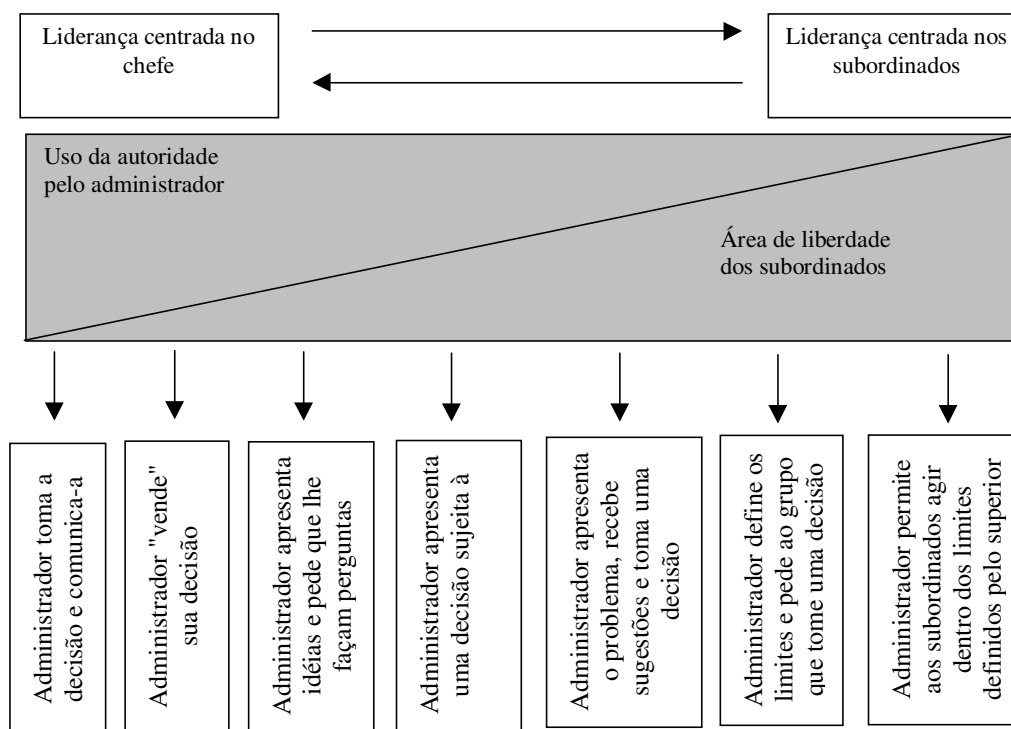 Liderança centrada no
chefe
Liderança centrada nos
subordinados
Uso da autoridade
pelo administrador
Área de liberdade
dos subordinados
Administrador toma a
decisão e comunica-a
Administrador "vende"
sua decisão
Administrador apresenta
idéias e pede que lhe
façam perguntas
Administrador apresenta
uma decisão sujeita à
Administrador apresenta
o problema, recebe
sugestões e toma uma
decisão
Administrador define os
limites e pede ao grupo
que tome uma decisão
Administrador permite
aos subordinados agir
dentro dos limites
definidos pelo superior